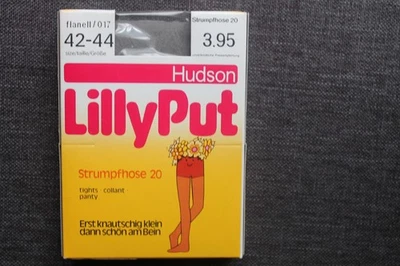 flanell/017
Strumpfhose 20
42-44
3.95
Hudson
LillyPut
Strumpfhose 20
tights · collant
panty
Erst knautschig klein
dann schön am Bein